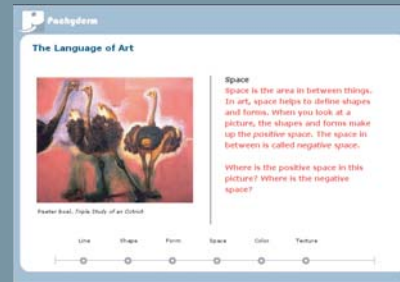 Pachyderm
The Language of Art
Space
Space is the area in between things.
In art, space helps to define shapes
and forms. When you look at a
picture, the shapes and forms make
up the positive space. The space in
between is called negative space.
Where is the positive space in this
picture? Where is the negative
space?
Study of an Ostrich
Line Shape Form Space Color Texture